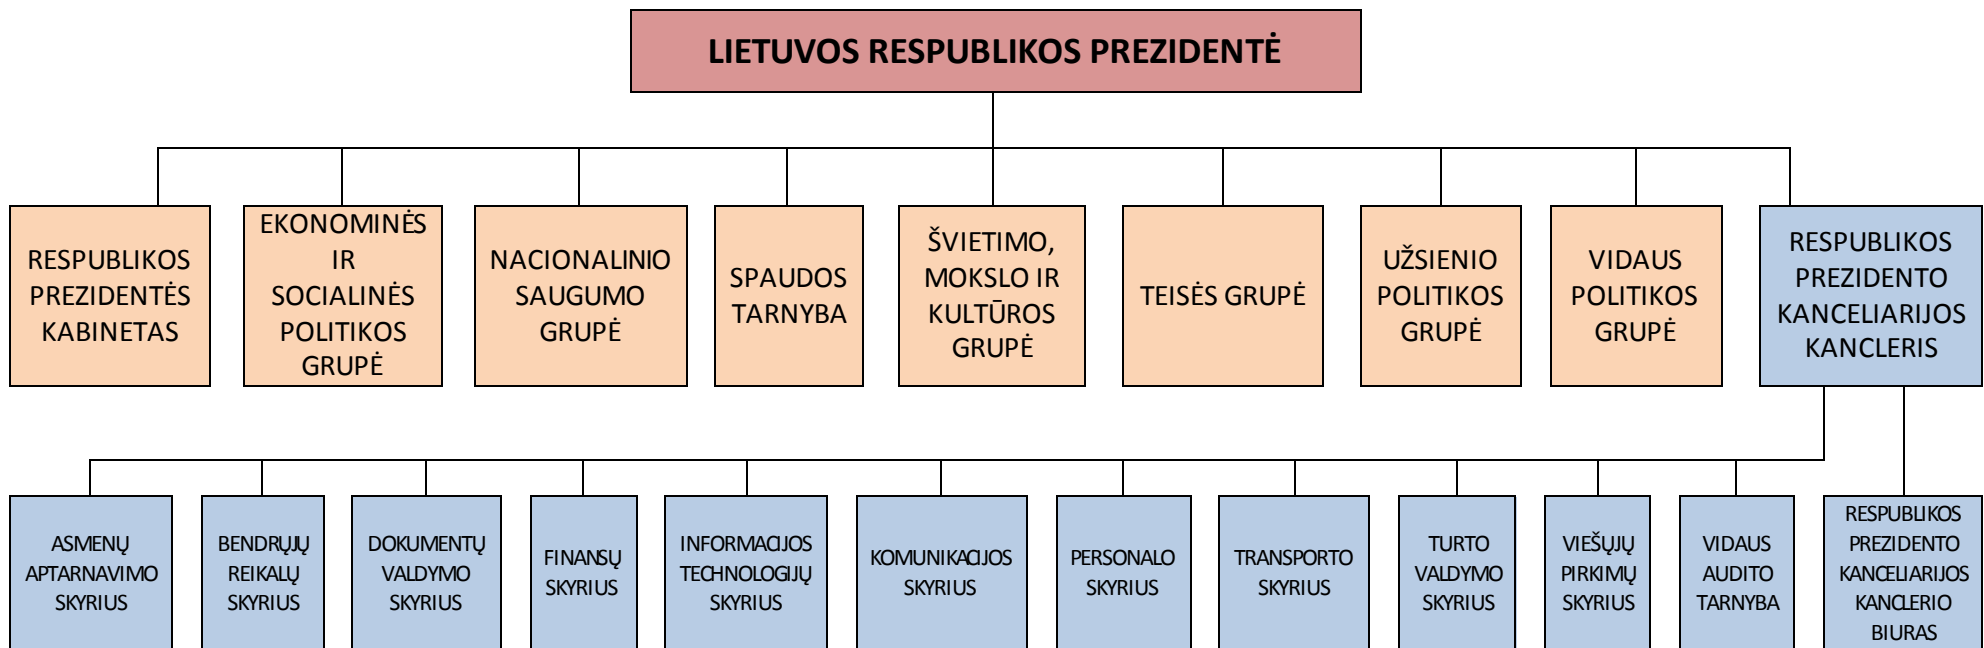 LIETUVOS RESPUBLIKOS PREZIDENTĖ
RESPUBLIKOS
PREZIDENTĖS
KABINETAS
EKONOMINĖS
IR
SOCIALINĖS
POLITIKOS
GRUPĖ
NACIONALINIO
SAUGUMO
GRUPĖ
SPAUDOS
TARNYBA
ŠVIETIMO,
MOKSLO IR
KULTŪROS
GRUPĖ
TEISĖS GRUPĖ
UŽSIENIO
POLITIKOS
GRUPĖ
VIDAUS
POLITIKOS
GRUPĖ
RESPUBLIKOS
PREZIDENTO
KANCELIARIJOS
KANCLERIS
ASMENŲ
APTARNAVIMO
SKYRIUS
BENDRŲJŲ
REIKALŲ
SKYRIUS
DOKUMENTŲ
VALDYMO
SKYRIUS
FINANSŲ
SKYRIUS
INFORMACIJOS
TECHNOLOGIJŲ
SKYRIUS
KOMUNIKACIJOS
SKYRIUS
PERSONALO
SKYRIUS
TRANSPORTO
SKYRIUS
TURTO
VALDYMO
SKYRIUS
VIEŠŲJŲ
PIRKIMŲ
SKYRIUS
VIDAUS
AUDITO
TARNYBA
RESPUBLIKOS
PREZIDENTO
KANCELIARIJOS
KANCLERIO
BIURAS